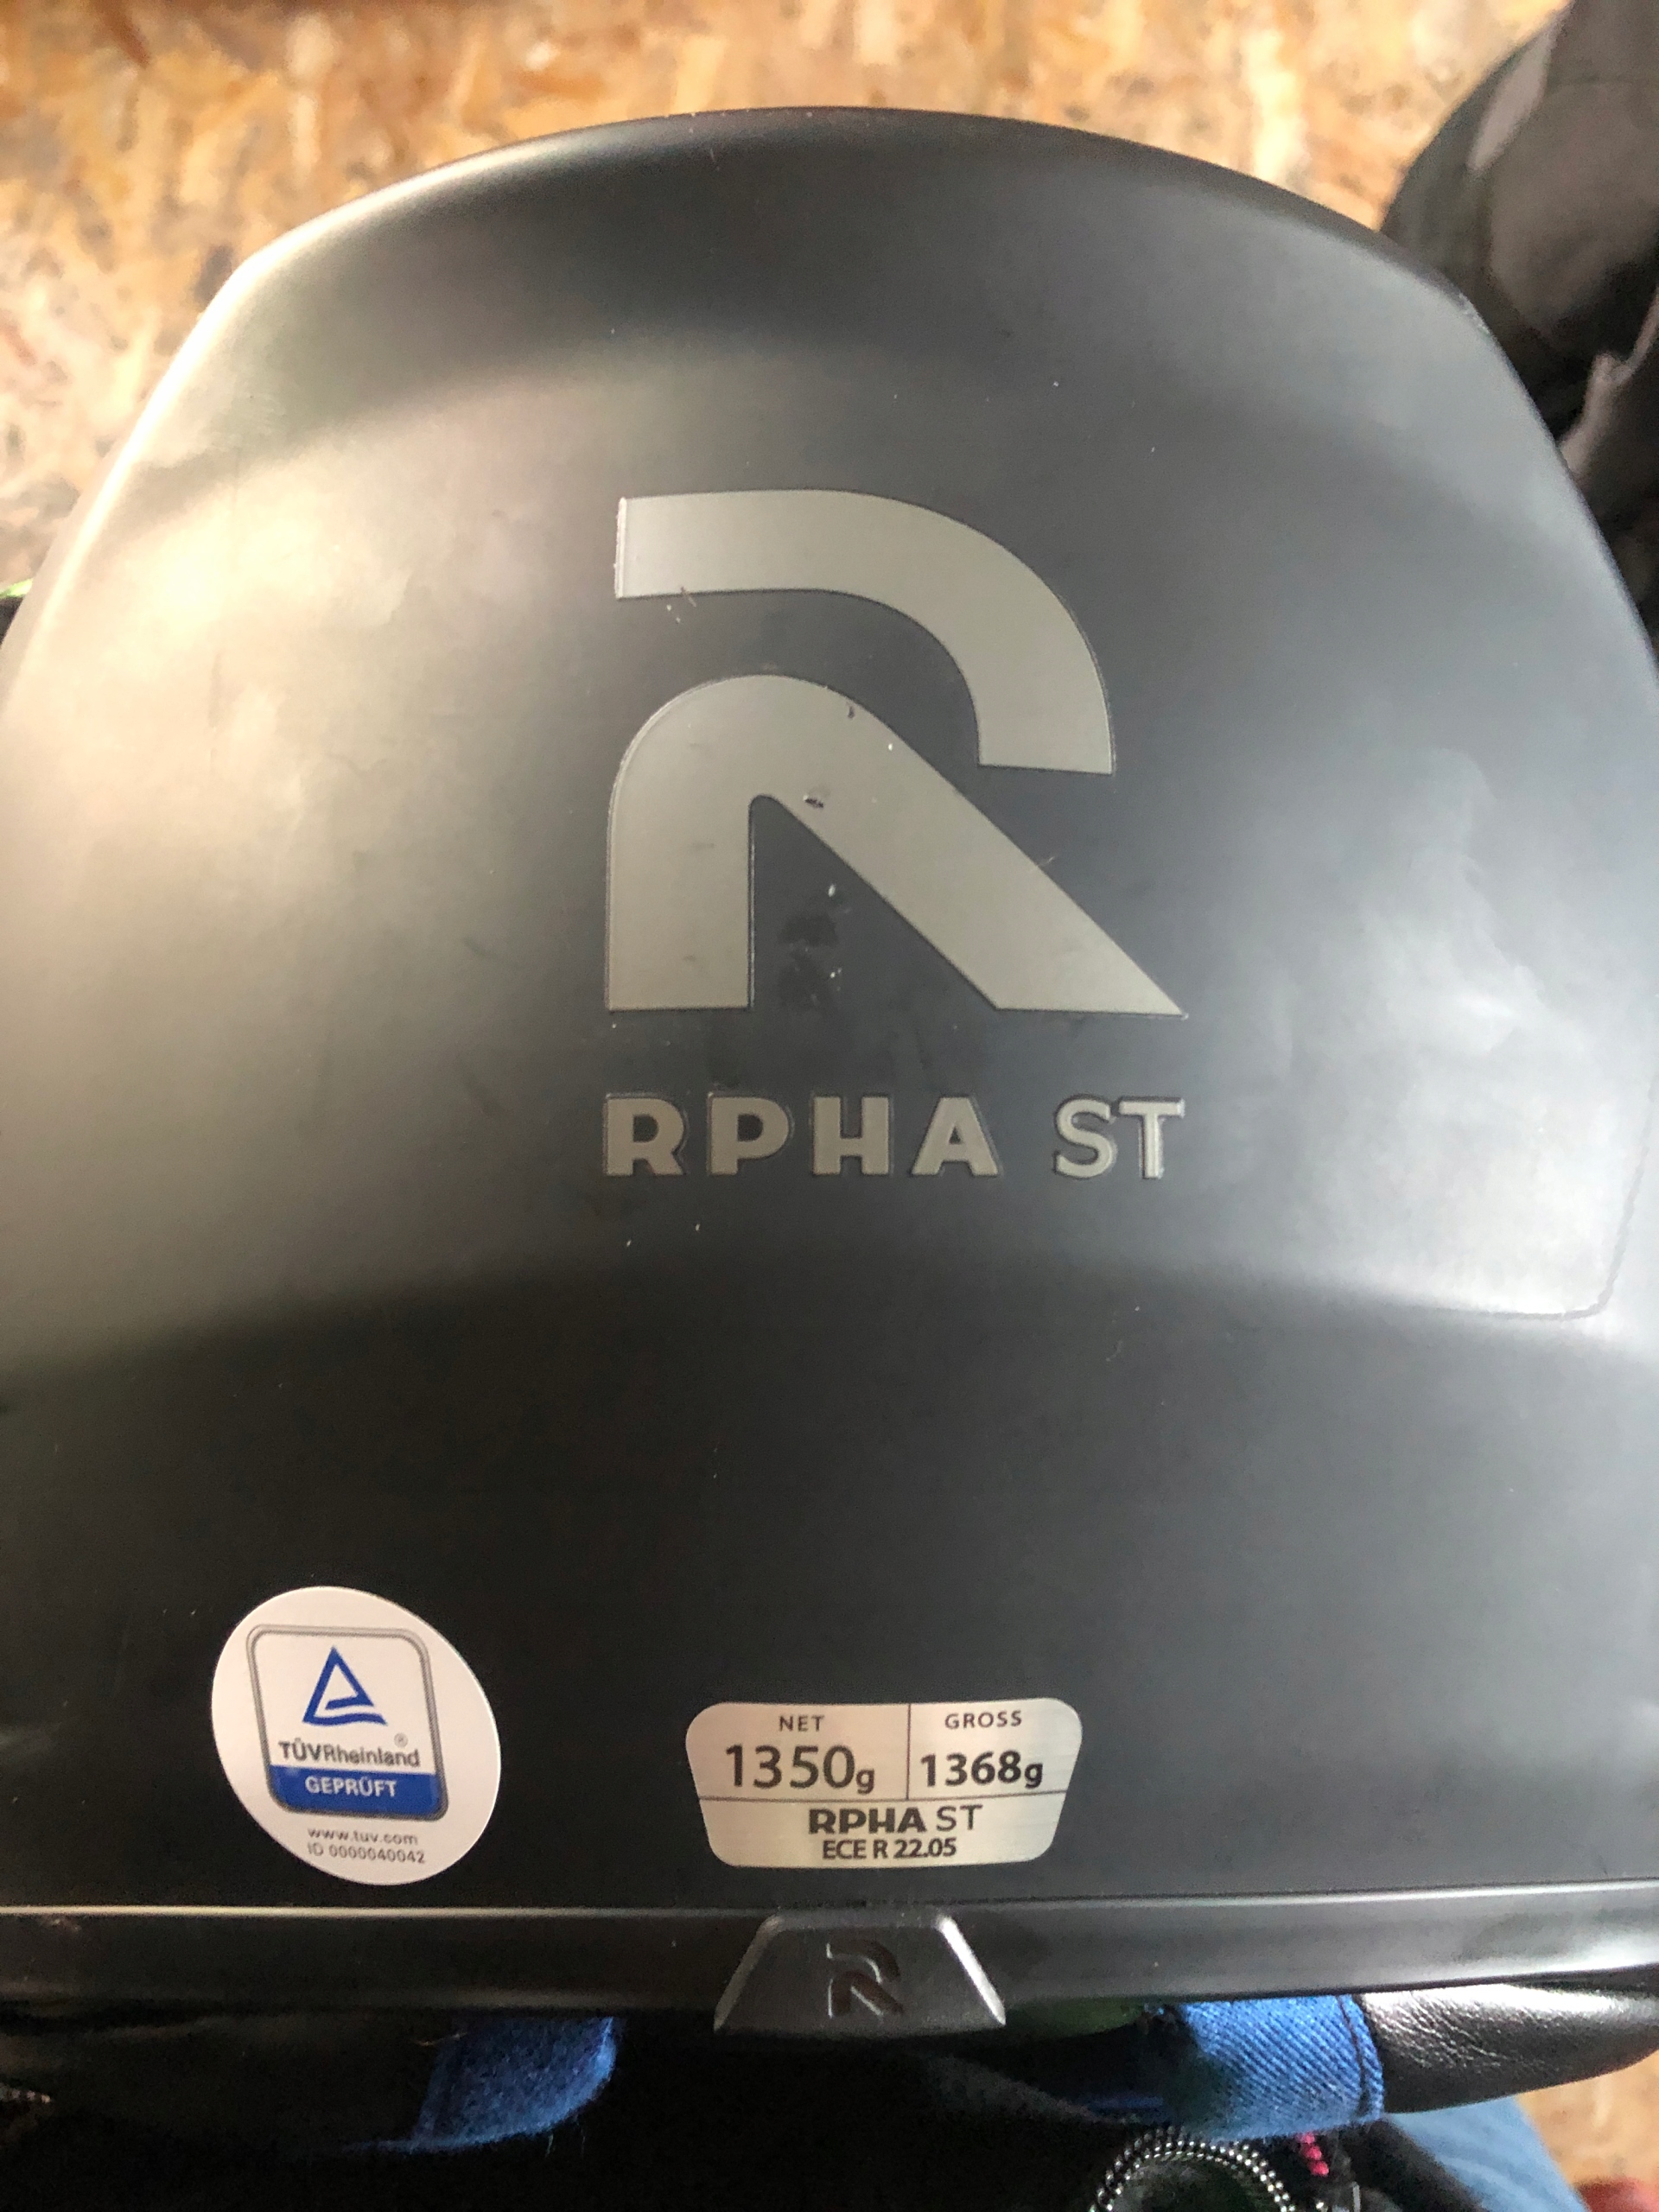 R
RPHA ST
TÜVRheinland®
GEPRÜFT
www.tuv.com
ID 0000040042
NET GROSS
1350g 1368g
RPHA ST
ECE R 22.05
R